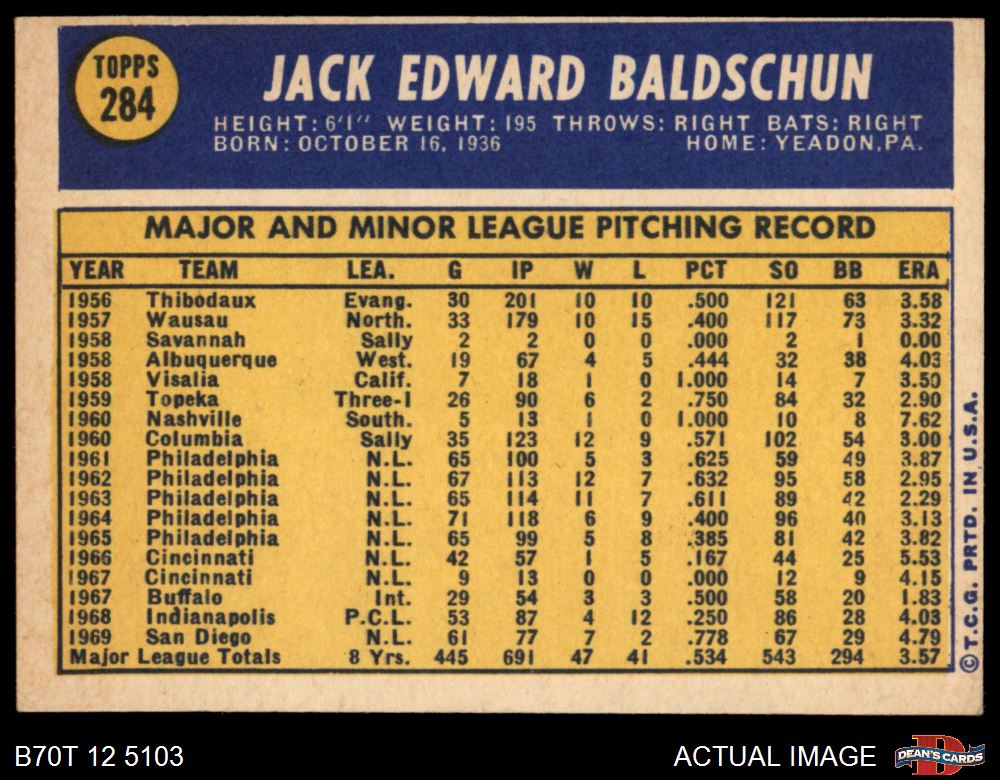 TOPPS
284
JACK EDWARD BALDSCHUN
HEIGHT: 6'1" WEIGHT: 195 THROWS: RIGHT BATS: RIGHT
BORN: OCTOBER 16, 1936 HOME: YEADON, PA.
MAJOR AND MINOR LEAGUE PITCHING RECORD
YEAR TEAM LEA. G IP W L PCT SO BB ERA
1956 Thibodaux Evang. 30 201 10 10 .500 121 63 3.58
1957 Wausau North. 33 179 10 15 .400 117 73 3.32
1958 Savannah Sally 2 2 0 0 .000 2 1 0.00
1958 Albuquerque West. 19 67 4 5 .444 32 38 4.03
1958 Visalia Calif. 7 18 1 0 1.000 14 7 3.50
1959 Topeka Three-I 26 90 6 2 .750 84 32 2.90
1960 Nashville South. 5 13 1 0 1.000 10 8 7.62
1960 Columbia Sally 35 123 12 9 .571 102 54 3.00
1961 Philadelphia N.L. 65 100 5 3 .625 59 49 3.87
1962 Philadelphia N.L. 67 113 12 7 .632 95 58 2.95
1963 Philadelphia N.L. 65 114 11 7 .611 89 42 2.29
1964 Philadelphia N.L. 71 118 6 9 .400 96 40 3.13
1965 Philadelphia N.L. 65 99 5 8 .385 81 42 3.82
1966 Cincinnati N.L. 42 57 1 5 .167 44 25 5.53
1967 Cincinnati N.L. 9 13 0 0 .000 12 9 4.15
1967 Buffalo Int. 29 54 3 3 .500 58 20 1.83
1968 Indianapolis P.C.L. 53 87 4 12 .250 86 28 4.03
1969 San Diego N.L. 61 77 7 2 .778 67 29 4.79
Major League Totals 8 Yrs. 445 691 47 41 .534 543 294 3.57
© T.C.G. PRTD. IN U.S.A.
B70T 12 5103 ACTUAL IMAGE
D
DEAN'S CARDS